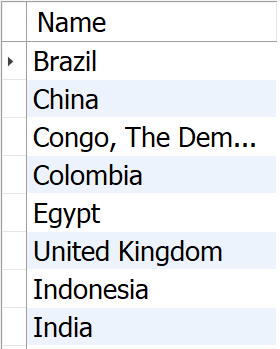 Name
Brazil
China
Congo, The Dem...
Colombia
Egypt
United Kingdom
Indonesia
India